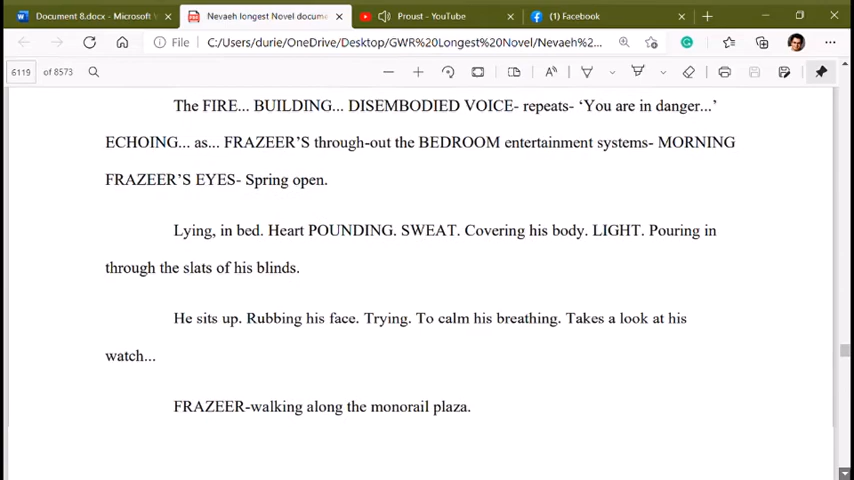 Document 8.docx - Microsoft
Nevaeh longest Novel docume
Proust - YouTube
(1) Facebook
File
C:/Users/durie/OneDrive/Desktop/GWR%20Longest%20Novel/Nevaeh%2...
6119 of 8573
The FIRE... BUILDING... DISEMBODIED VOICE- repeats- ‘You are in danger...’
ECHOING... as... FRAZEER’S through-out the BEDROOM entertainment systems- MORNING
FRAZEER’S EYES- Spring open.
Lying, in bed. Heart POUNDING. SWEAT. Covering his body. LIGHT. Pouring in
through the slats of his blinds.
He sits up. Rubbing his face. Trying. To calm his breathing. Takes a look at his
watch...
FRAZEER-walking along the monorail plaza.